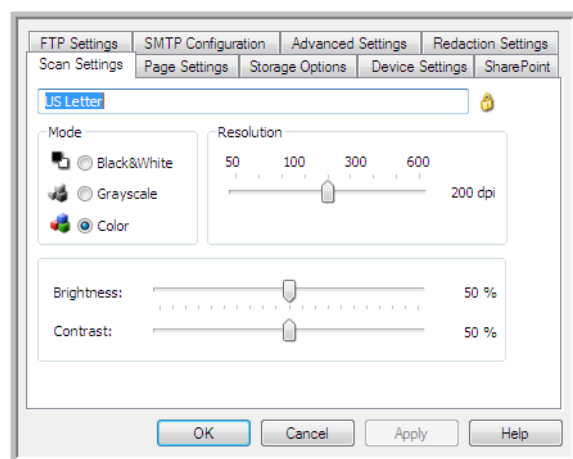 FTP Settings SMTP Configuration Advanced Settings Redaction Settings
Scan Settings Page Settings Storage Options Device Settings SharePoint
US Letter
Mode Resolution
Black&White 50 100 300 600
Grayscale 200 dpi
Color
Brightness: 50 %
Contrast: 50 %
OK Cancel Apply Help